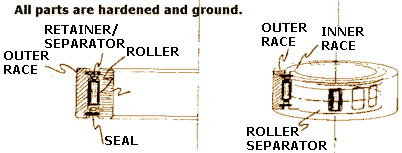 All parts are hardened and ground.
RETAINER/
SEPARATOR
ROLLER
OUTER
RACE
SEAL
OUTER
RACE
INNER
RACE
ROLLER
SEPARATOR